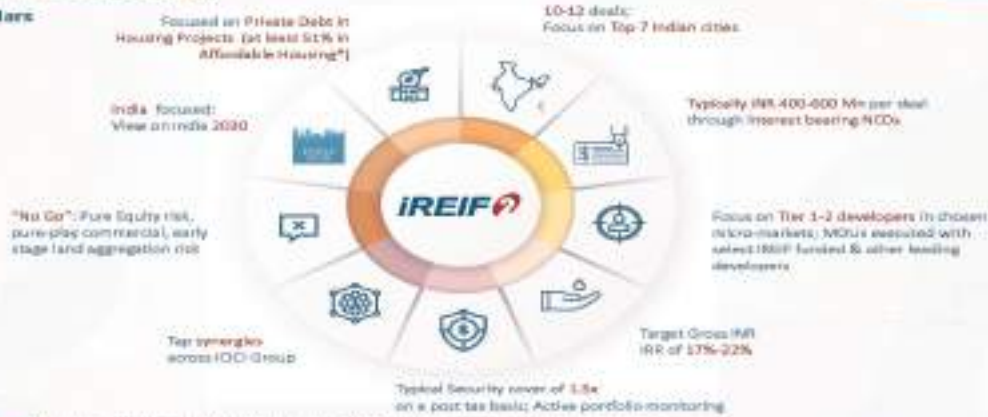 lars
Focused on Private Debt in
Housing Projects (at least 51% in
Affordable Housing*)
10-12 deals;
Focus on Top 7 Indian cities
India focused:
View on India 2030
Typically INR 400-600 Mn per deal
through Interest bearing NCDs
iREIF
"No Go": Pure Equity risk,
pure-play commercial, early
stage land aggregation risk
Focus on Tier 1-2 developers in chosen
micro-markets; MOUs executed with
select IREIF funded & other leading
developers
Tap synergies
across ICICI Group
Target Gross INR
IRR of 17%-22%
Typical Security cover of 1.5x
on a post tax basis; Active portfolio monitoring